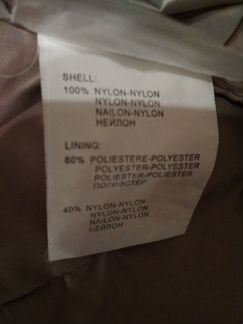 SHELL:
100% NYLON-NYLON
NYLON-NYLON
NAILON-NYLON
НЕЙЛОН
LINING:
60% POLIESTERE-POLYESTER
POLYESTER-POLYESTER
POLIESTER-POLIESTER
ПОЛИЭСТЕР
40% NYLON-NYLON
NYLON-NYLON
NAILON-NYLON
НЕЙЛОН